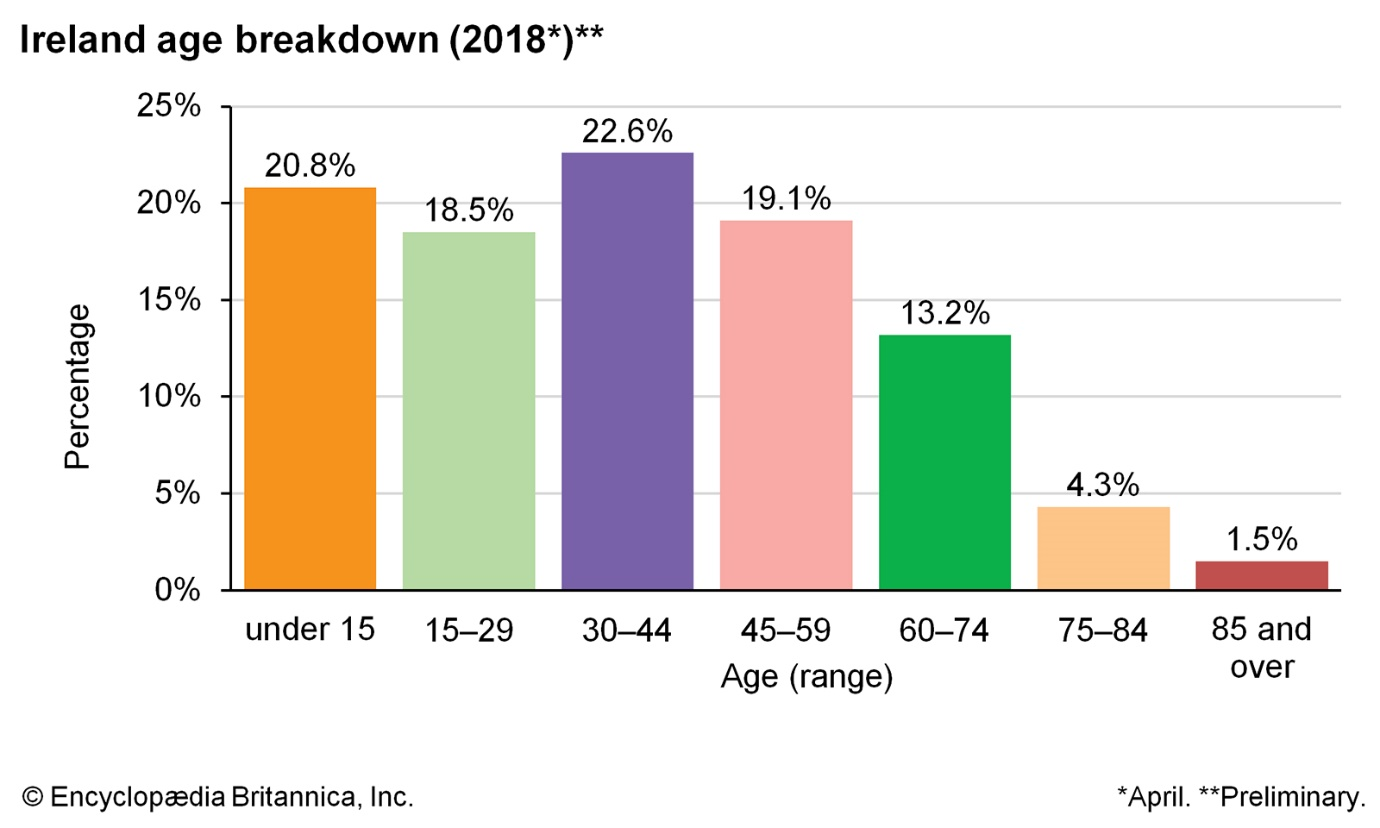 Ireland age breakdown (2018*)**
25%
20%
15%
10%
5%
0%
Percentage
20.8%
18.5%
22.6%
19.1%
13.2%
4.3%
1.5%
under 15
15–29
30–44
45–59
60–74
75–84
85 and
over
Age (range)
© Encyclopædia Britannica, Inc.
*April. **Preliminary.